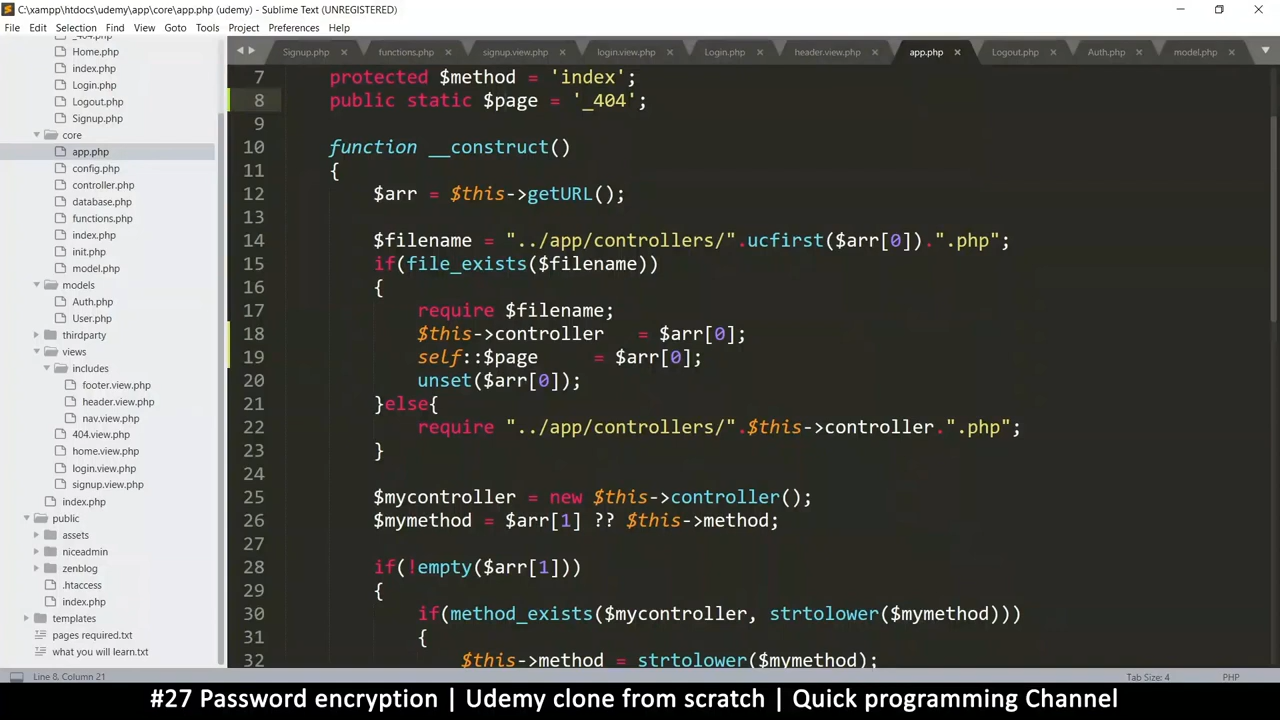 C:\xampp\htdocs\udemy\app\core\app.php (udemy) - Sublime Text (UNREGISTERED)
File Edit Selection Find View Goto Tools Project Preferences Help
Signup.php functions.php signup.view.php login.view.php Login.php header.view.php app.php Logout.php Auth.php model.php
_404.php
Home.php
index.php
Login.php
Logout.php
Signup.php
core
app.php
config.php
controller.php
database.php
functions.php
index.php
init.php
model.php
models
Auth.php
User.php
thirdparty
views
includes
footer.view.php
header.view.php
nav.view.php
404.view.php
home.view.php
login.view.php
signup.view.php
index.php
public
assets
niceadmin
zenblog
.htaccess
index.php
templates
pages required.txt
what you will learn.txt
7 protected $method = 'index';
8 public static $page = '_404';
9
10 function __construct()
11 {
12 $arr = $this->getURL();
13
14 $filename = "../app/controllers/".ucfirst($arr[0]).".php";
15 if(file_exists($filename))
16 {
17 require $filename;
18 $this->controller = $arr[0];
19 self::$page = $arr[0];
20 unset($arr[0]);
21 }else{
22 require "../app/controllers/".$this->controller.".php";
23 }
24
25 $mycontroller = new $this->controller();
26 $mymethod = $arr[1] ?? $this->method;
27
28 if(!empty($arr[1]))
29 {
30 if(method_exists($mycontroller, strtolower($mymethod)))
31 {
32 $this->method = strtolower($mymethod);
Line 8, Column 21 Tab Size: 4 PHP
#27 Password encryption | Udemy clone from scratch | Quick programming Channel